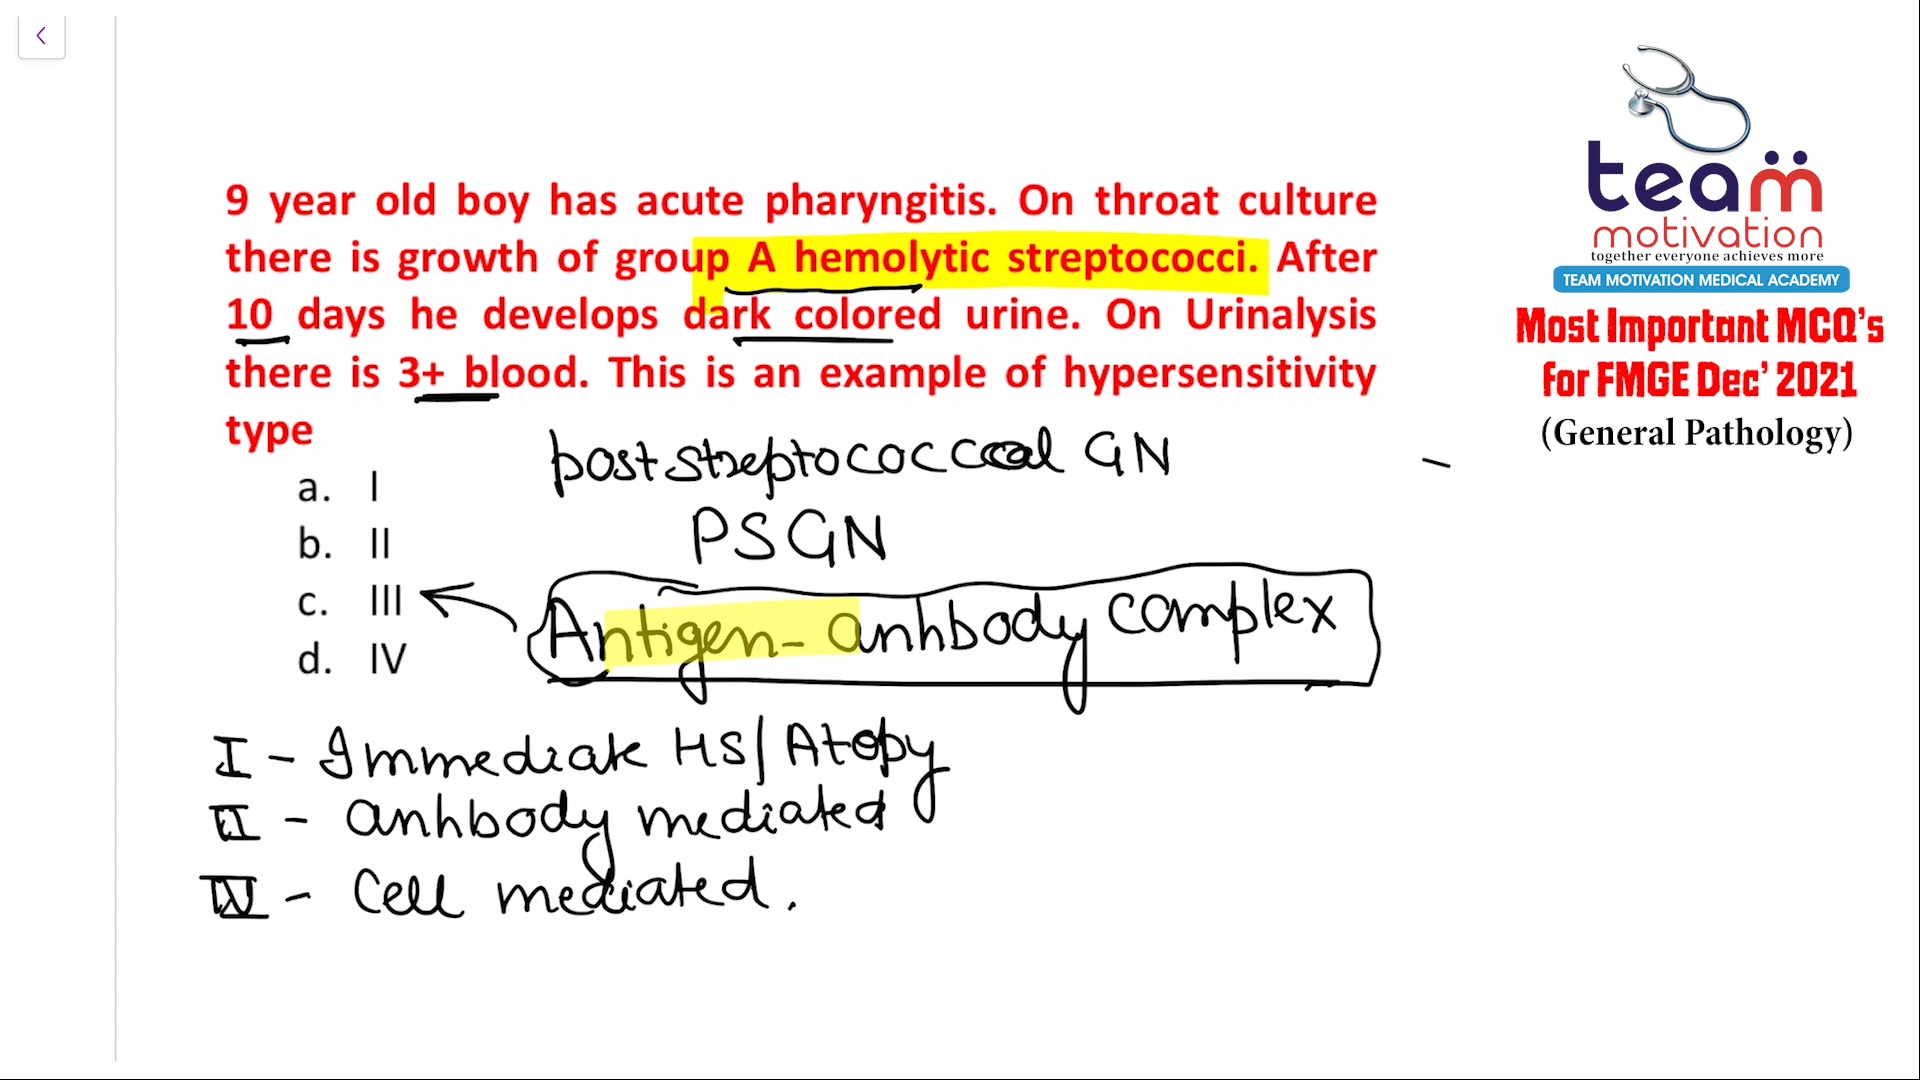 9 year old boy has acute pharyngitis. On throat culture
there is growth of group A hemolytic streptococci. After
10 days he develops dark colored urine. On Urinalysis
there is 3+ blood. This is an example of hypersensitivity
type
a. I
b. II
c. III
d. IV
poststreptococcal GN
PSGN
Antigen-antibody complex
I - Immediate HS/Atopy
II - antibody mediated
IV - Cell mediated.
team
motivation
together everyone achieves more
TEAM MOTIVATION MEDICAL ACADEMY
Most Important MCQ's
for FMGE Dec' 2021
(General Pathology)